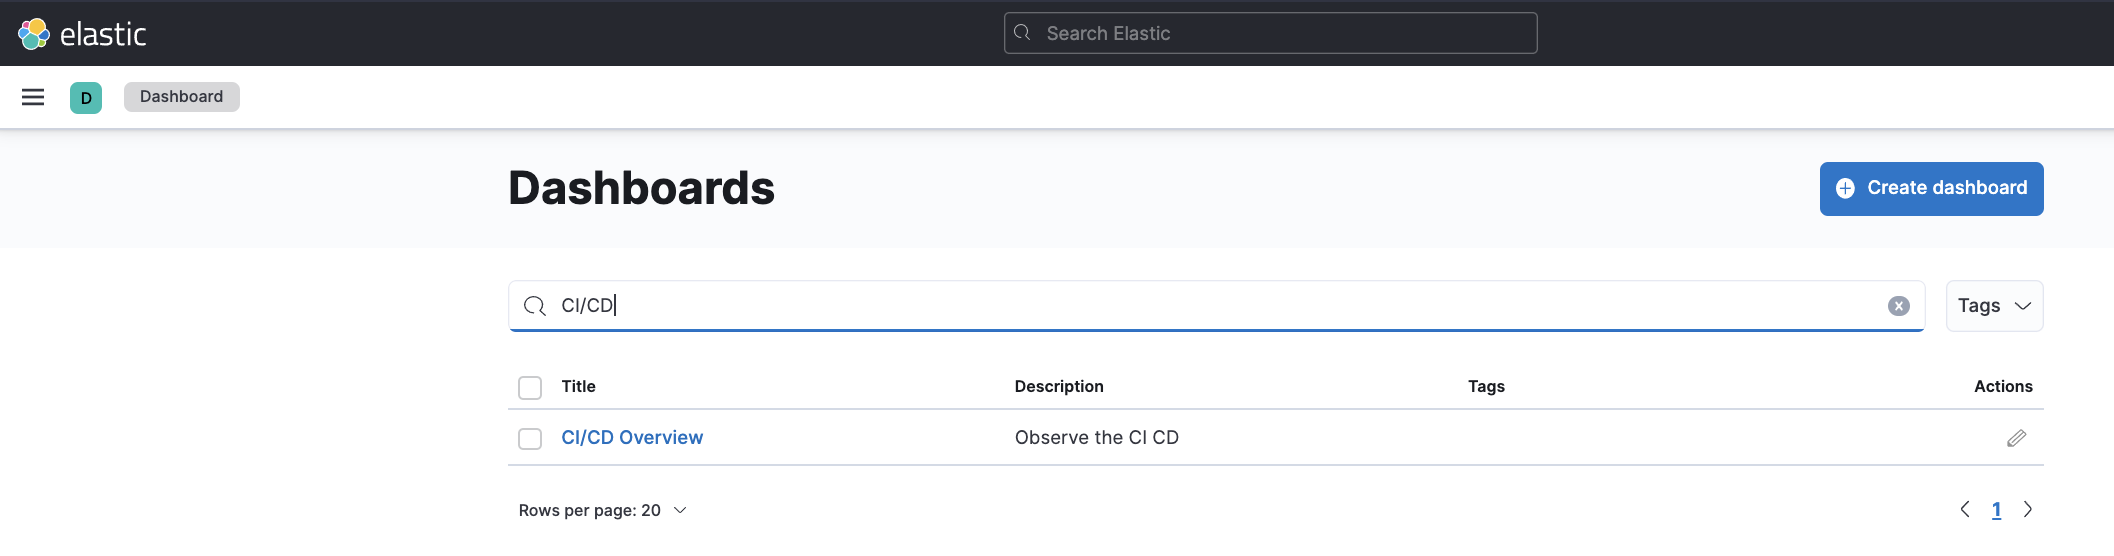 elastic
Search Elastic
D
Dashboard
Dashboards
Create dashboard
CI/CD
Tags
Title Description Tags Actions
CI/CD Overview Observe the CI CD
Rows per page: 20
1